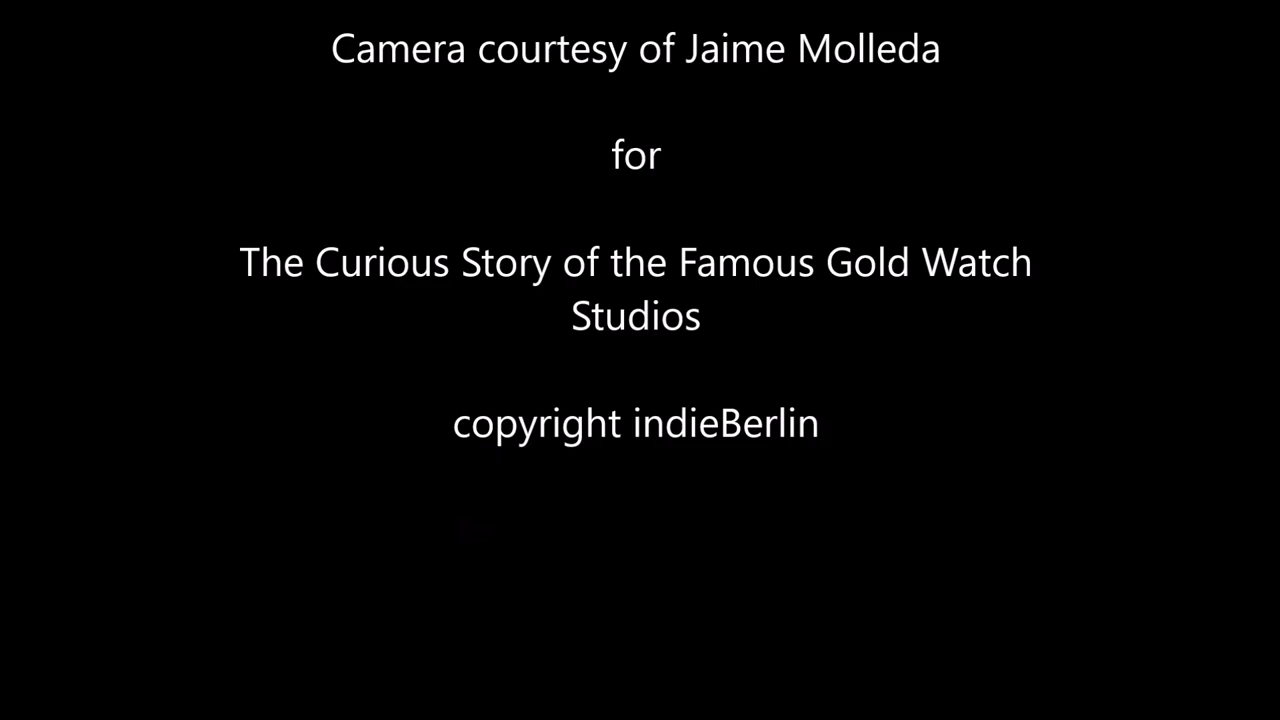 Camera courtesy of Jaime Molleda
for
The Curious Story of the Famous Gold Watch
Studios
copyright indieBerlin